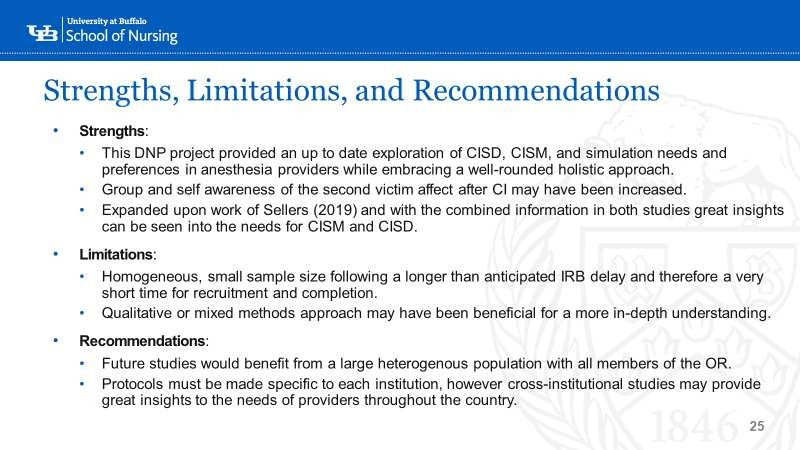 University at Buffalo
School of Nursing
Strengths, Limitations, and Recommendations
• Strengths:
• This DNP project provided an up to date exploration of CISD, CISM, and simulation needs and
preferences in anesthesia providers while embracing a well-rounded holistic approach.
• Group and self awareness of the second victim affect after CI may have been increased.
• Expanded upon work of Sellers (2019) and with the combined information in both studies great insights
can be seen into the needs for CISM and CISD.
• Limitations:
• Homogeneous, small sample size following a longer than anticipated IRB delay and therefore a very
short time for recruitment and completion.
• Qualitative or mixed methods approach may have been beneficial for a more in-depth understanding.
• Recommendations:
• Future studies would benefit from a large heterogenous population with all members of the OR.
• Protocols must be made specific to each institution, however cross-institutional studies may provide
great insights to the needs of providers throughout the country.
1846
25